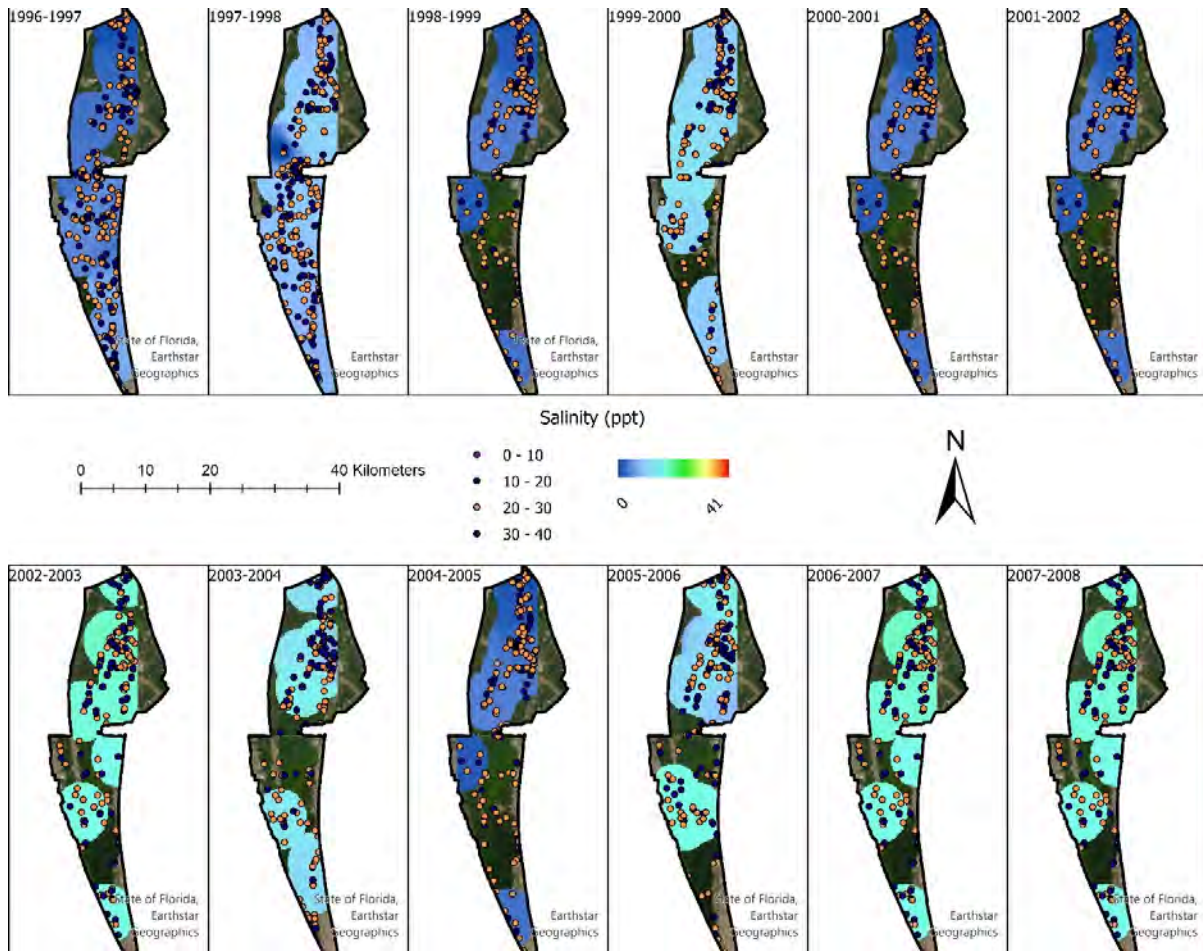 1996-1997
1997-1998
1998-1999
1999-2000
2000-2001
2001-2002
State of Florida,
Earthstar
Geographics
Earthstar
Geographics
State of Florida,
Earthstar
Geographics
Earthstar
Geographics
Earthstar
Geographics
Earthstar
Geographics
Salinity (ppt)
0 10 20 40 Kilometers
0 - 10
10 - 20
20 - 30
30 - 40
0
41
N
2002-2003
2003-2004
2004-2005
2005-2006
2006-2007
2007-2008
State of Florida,
Earthstar
Geographics
State of Florida,
Earthstar
Geographics
Earthstar
Geographics
State of Florida,
Earthstar
Geographics
Earthstar
Geographics
State of Florida,
Earthstar
Geographics